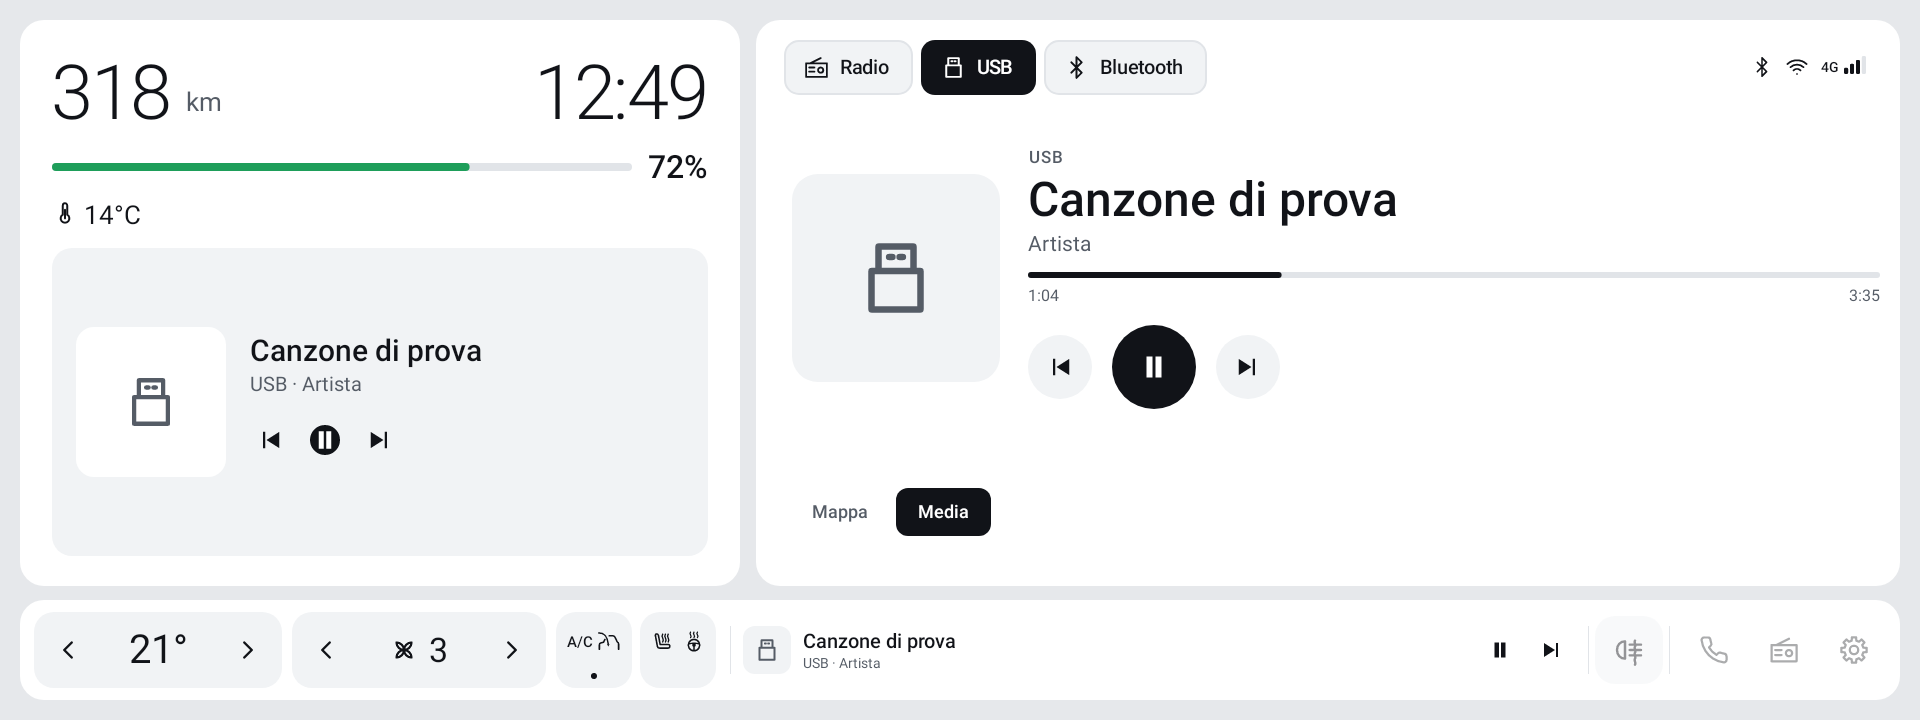 318 km
12:49
72%
14°C
Canzone di prova
USB · Artista
Radio
USB
Bluetooth
4G
USB
Canzone di prova
Artista
1:04
3:35
Mappa
Media
21°
3
A/C
Canzone di prova
USB · Artista